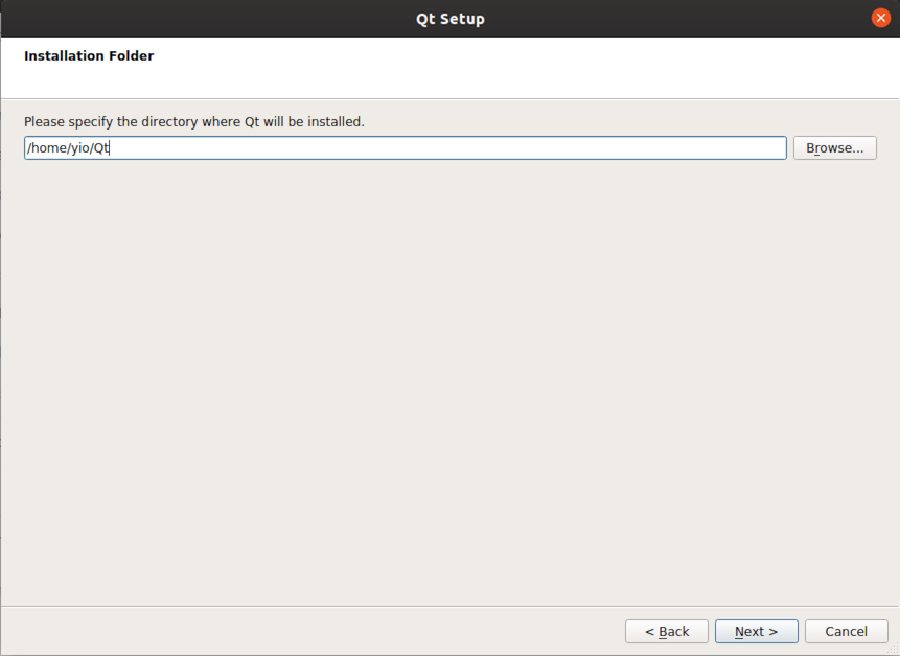 Qt Setup
Installation Folder
Please specify the directory where Qt will be installed.
/home/yio/Qt
Browse...
< Back
Next >
Cancel